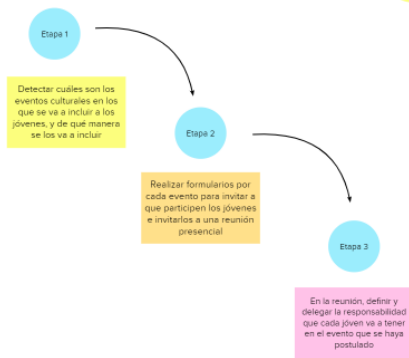 Etapa 1
Detectar cuáles son los
eventos culturales en los
que se va a incluir a los
jóvenes, y de qué manera
se los va a incluir
Etapa 2
Realizar formularios por
cada evento para invitar a
que participen los jóvenes
e invitarlos a una reunión
presencial
Etapa 3
En la reunión, definir y
delegar la responsabilidad
que cada jóven va a tener
en el evento que se haya
postulado